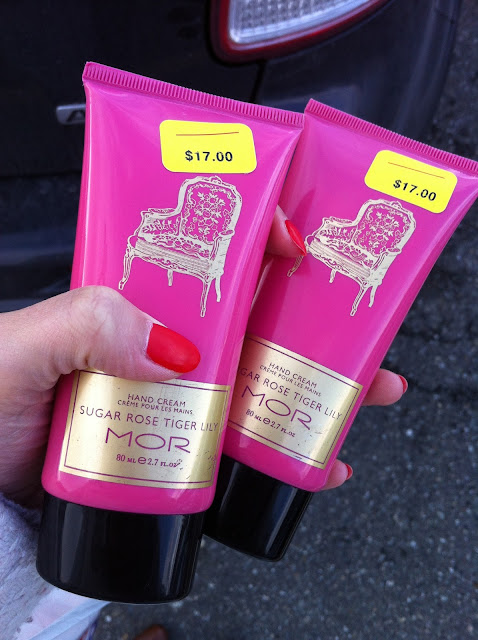 $17.00
HAND CREAM
CRÈME POUR LES MAINS
SUGAR ROSE TIGER LILY
MOR
80 ML e 2.7 FL.OZ
$17.00
HAND CREAM
CRÈME POUR LES MAINS
ROSE TIGER LILY
MOR
80 ML e 2.7 FL.OZ.